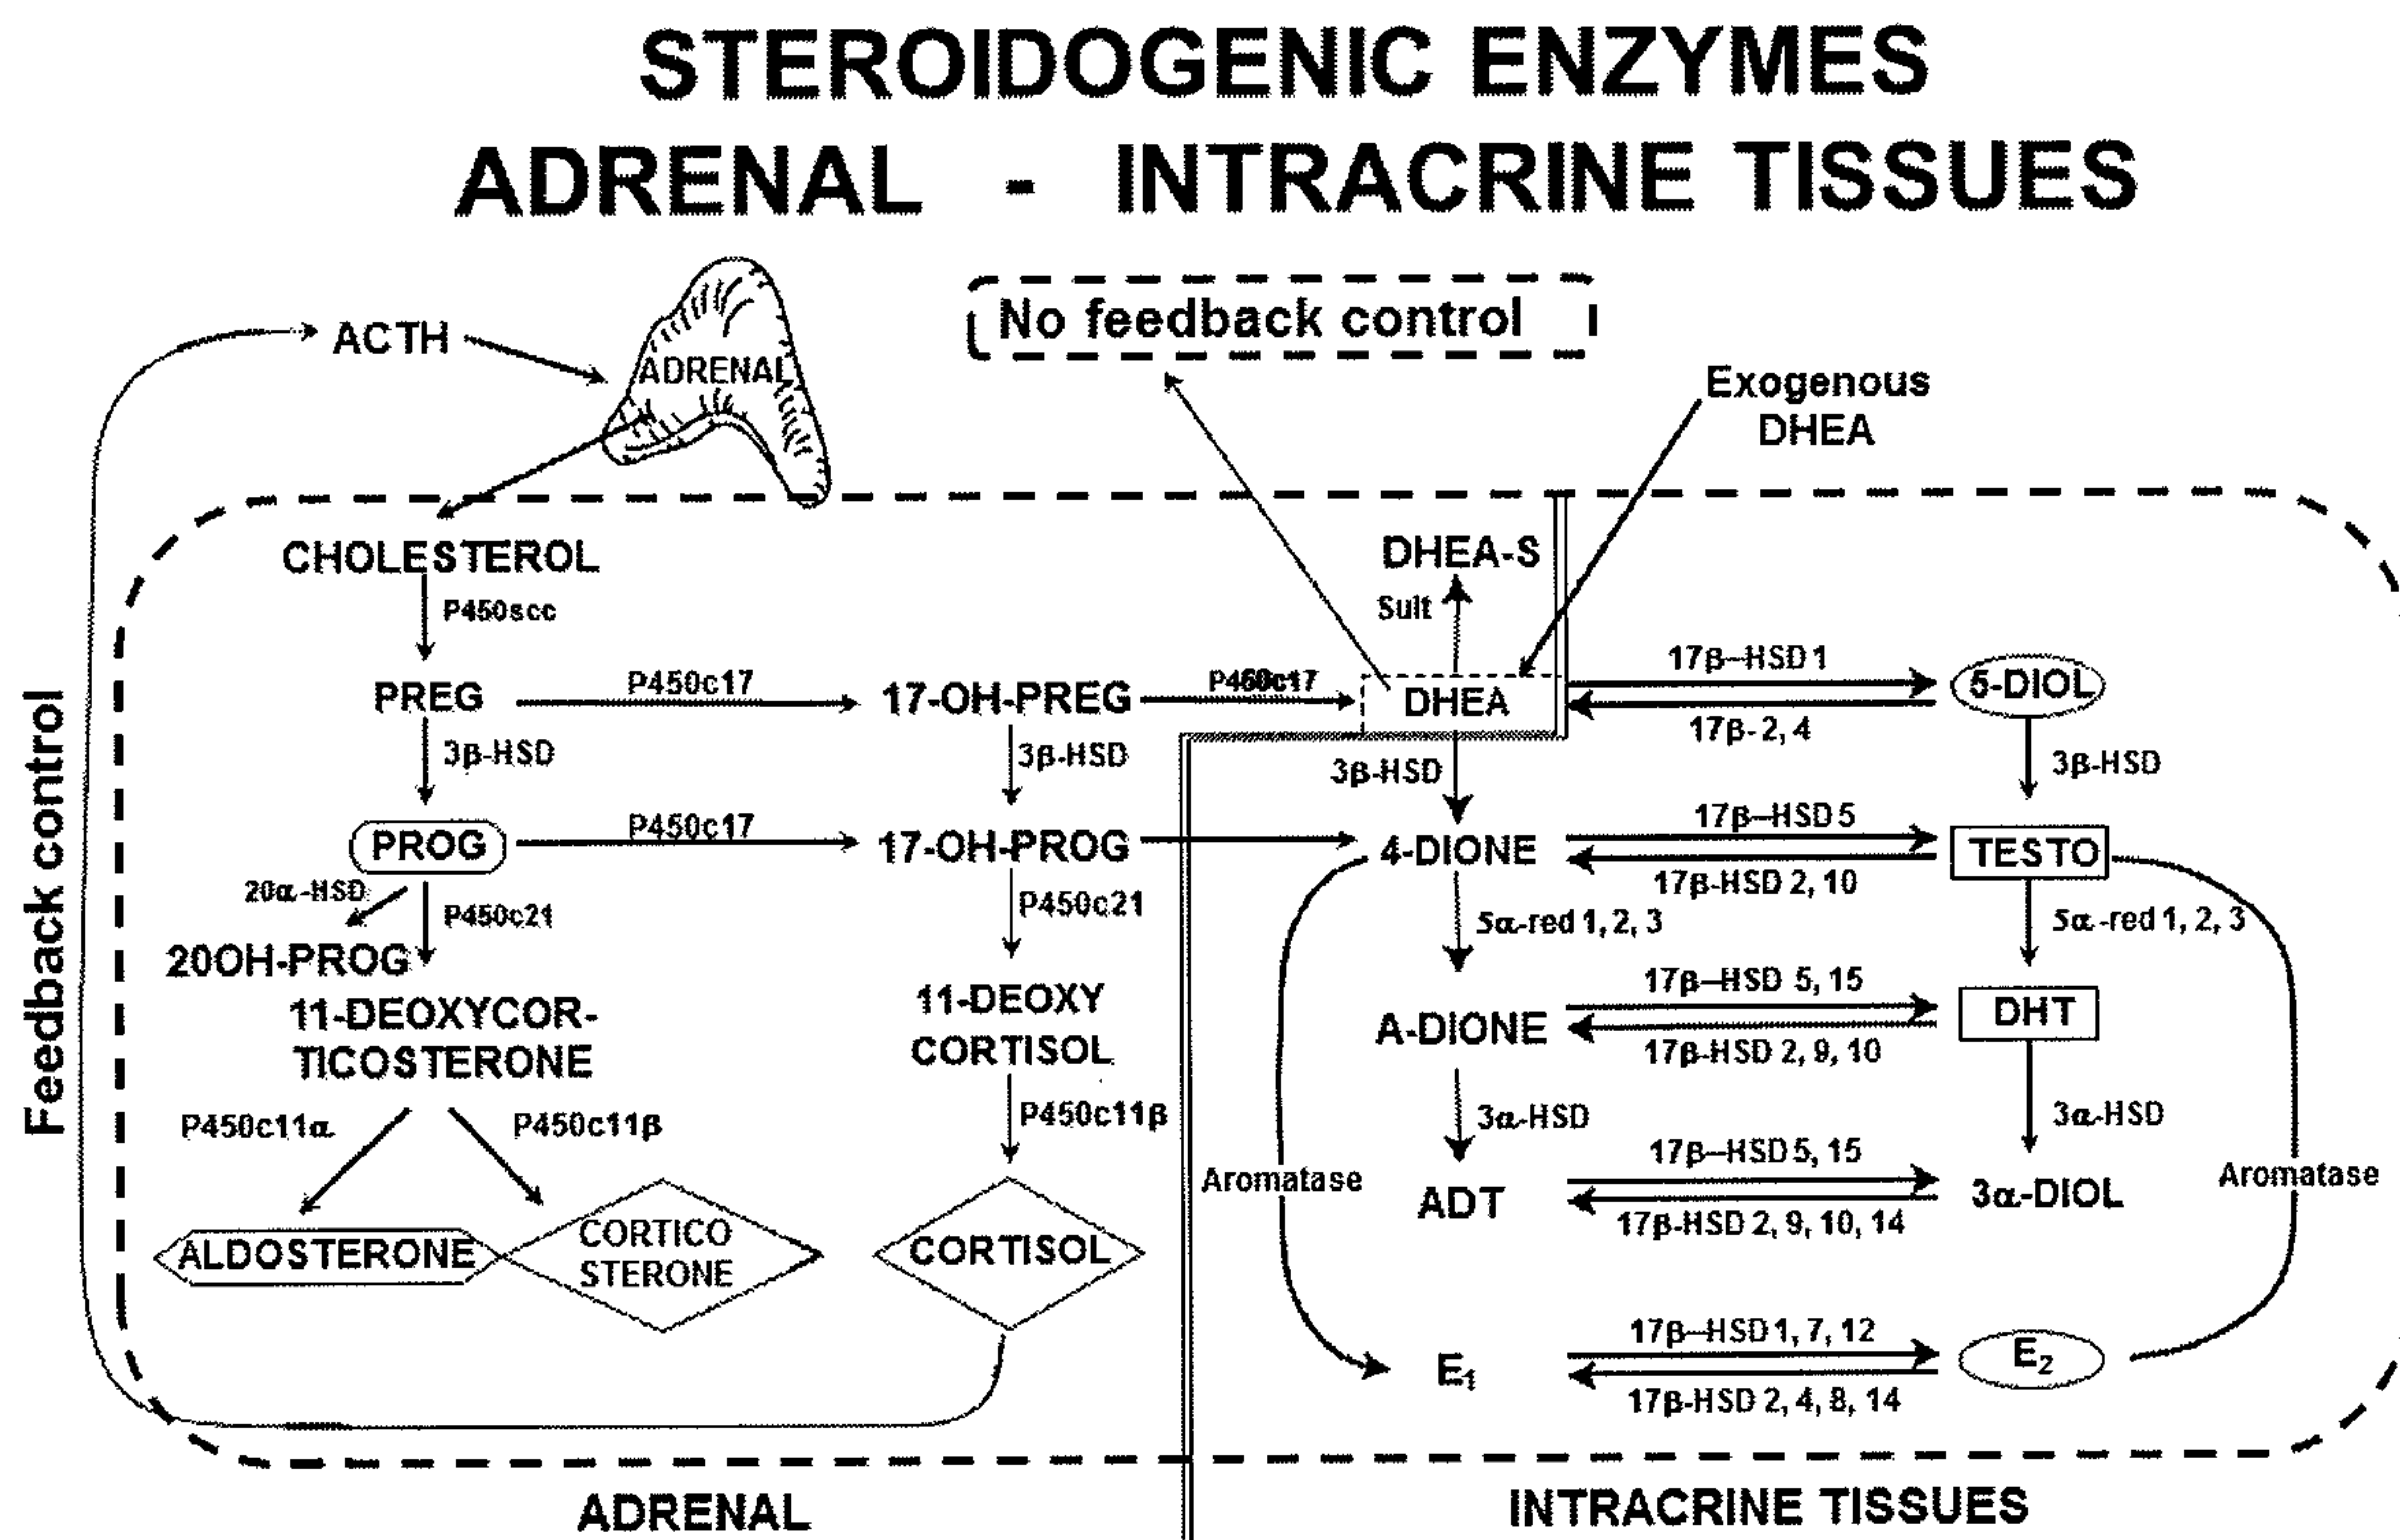 STEROIDOGENIC ENZYMES
ADRENAL - INTRACRINE TISSUES
No feedback control
ACTH
ADRENAL
Exogenous
DHEA
Feedback control
CHOLESTEROL
DHEA-S
P450scc
Sult
PREG
P450c17
17-OH-PREG
P450c17
DHEA
17β–HSD 1
17β- 2, 4
5-DIOL
3β-HSD
3β-HSD
3β-HSD
3β-HSD
PROG
P450c17
17-OH-PROG
4-DIONE
17β–HSD 5
17β-HSD 2, 10
TESTO
20α-HSD
P450c21
P450c21
5α-red 1, 2, 3
5α-red 1, 2, 3
20OH-PROG
11-DEOXYCOR-
TICOSTERONE
11-DEOXY
CORTISOL
A-DIONE
17β–HSD 5, 15
17β-HSD 2, 9, 10
DHT
P450c11α
P450c11β
P450c11β
3α-HSD
3α-HSD
Aromatase
Aromatase
ALDOSTERONE
CORTICO
STERONE
CORTISOL
ADT
17β–HSD 5, 15
17β-HSD 2, 9, 10, 14
3α-DIOL
E₁
17β–HSD 1, 7, 12
17β-HSD 2, 4, 8, 14
E₂
ADRENAL
INTRACRINE TISSUES